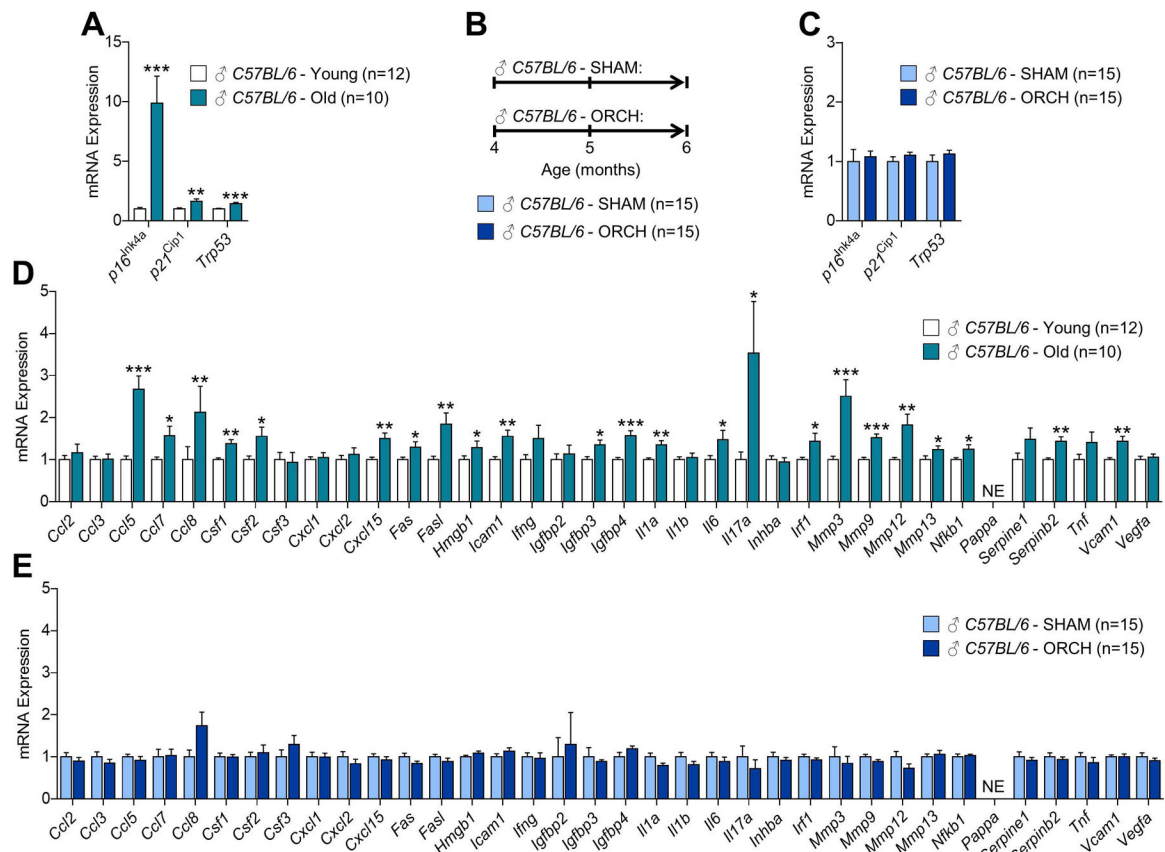 A
15
10
5
0
mRNA Expression
♂ C57BL/6 - Young (n=12)
♂ C57BL/6 - Old (n=10)
***
**
***
p16^Ink4a
p21^Cip1
Trp53
B
♂ C57BL/6 - SHAM:
♂ C57BL/6 - ORCH:
4 5 6
Age (months)
♂ C57BL/6 - SHAM (n=15)
♂ C57BL/6 - ORCH (n=15)
C
3
2
1
0
mRNA Expression
♂ C57BL/6 - SHAM (n=15)
♂ C57BL/6 - ORCH (n=15)
p16^Ink4a
p21^Cip1
Trp53
D
5
4
3
2
1
0
mRNA Expression
♂ C57BL/6 - Young (n=12)
♂ C57BL/6 - Old (n=10)
*** * ** ** * ** * ** * ** * *** ** * * * *** *** ** * * NE ** **
Ccl2 Ccl3 Ccl5 Ccl7 Ccl8 Csf1 Csf2 Csf3 Cxcl1 Cxcl2 Cxcl15 Fas Fasl Hmgb1 Icam1 Ifng Igfbp2 Igfbp3 Igfbp4 Il1a Il1b Il6 Il17a Inhba Irf1 Mmp3 Mmp9 Mmp12 Mmp13 Nfkb1 Pappa Serpine1 Serpinb2 Tnf Vcam1 Vegfa
E
5
4
3
2
1
0
mRNA Expression
♂ C57BL/6 - SHAM (n=15)
♂ C57BL/6 - ORCH (n=15)
NE
Ccl2 Ccl3 Ccl5 Ccl7 Ccl8 Csf1 Csf2 Csf3 Cxcl1 Cxcl2 Cxcl15 Fas Fasl Hmgb1 Icam1 Ifng Igfbp2 Igfbp3 Igfbp4 Il1a Il1b Il6 Il17a Inhba Irf1 Mmp3 Mmp9 Mmp12 Mmp13 Nfkb1 Pappa Serpine1 Serpinb2 Tnf Vcam1 Vegfa